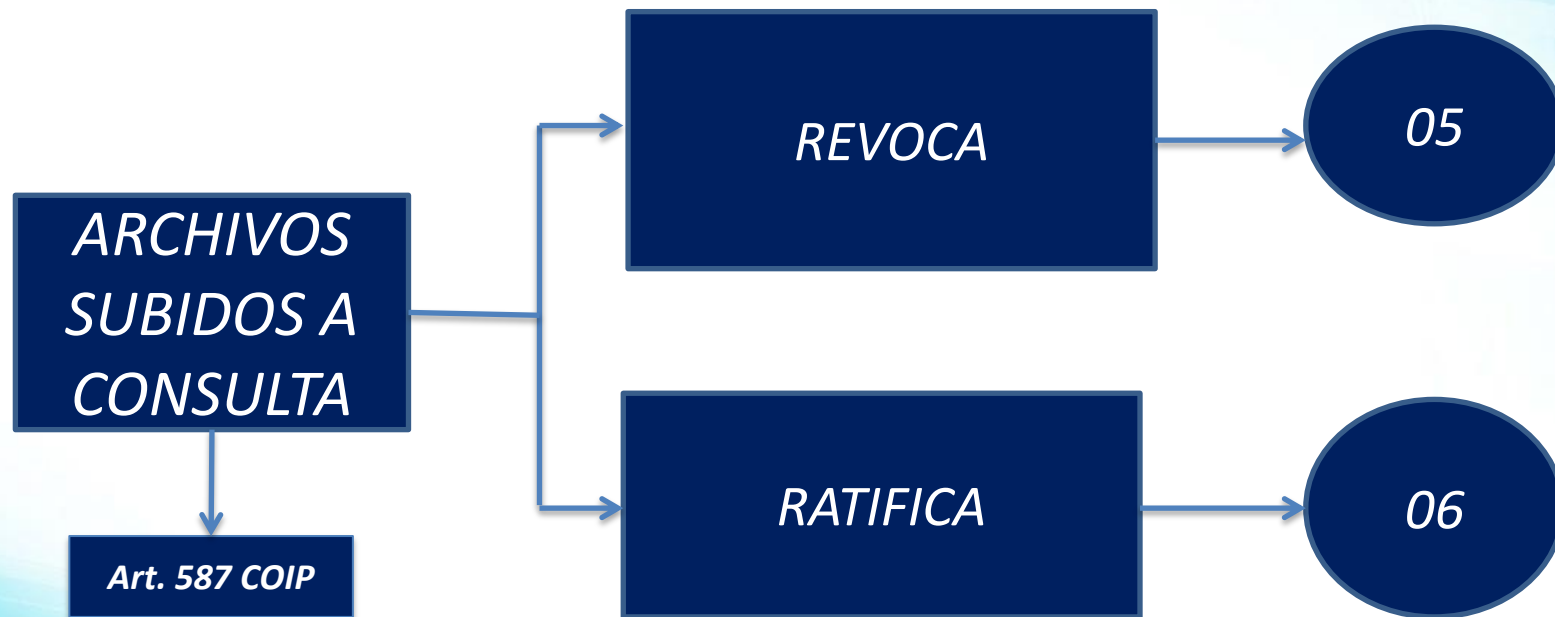 ARCHIVOS
SUBIDOS A
CONSULTA
Art. 587 COIP
REVOCA
05
RATIFICA
06